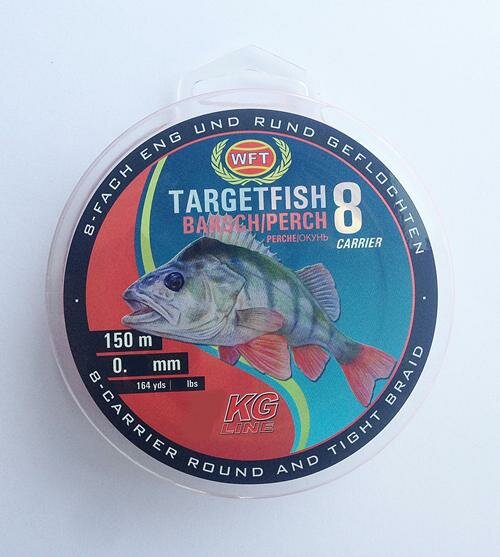 8-FACH ENG UND RUND GEFLOCHTEN
WFT
TARGETFISH 8
BARSCH/PERCH
PERCHE/ОКУНЬ
CARRIER
150 m
0. mm
164 yds lbs
KG
LINE
8-CARRIER ROUND AND TIGHT BRAID